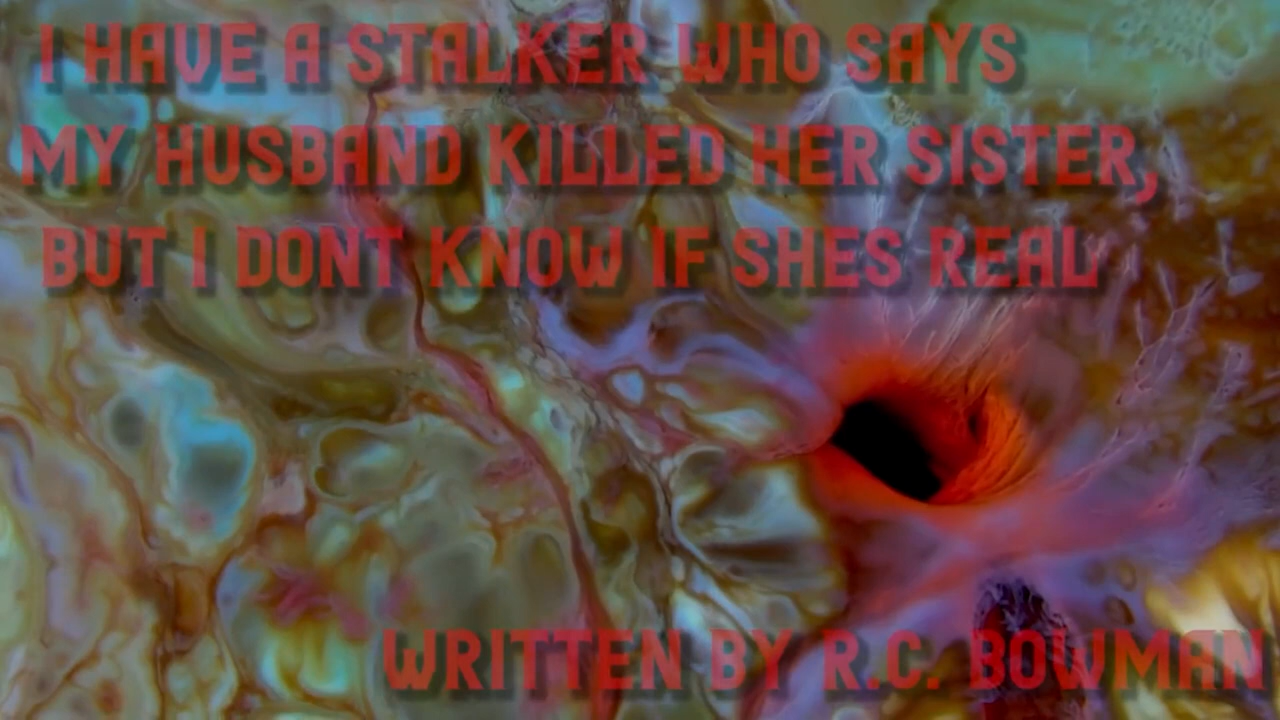 I HAVE A STALKER WHO SAYS
MY HUSBAND KILLED HER SISTER,
BUT I DONT KNOW IF SHES REAL
WRITTEN BY R.C. BOWMAN